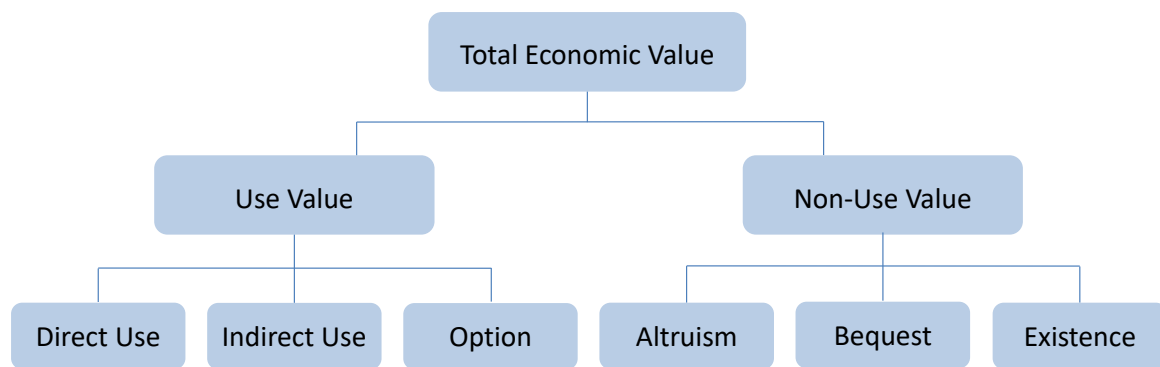 Total Economic Value
Use Value
Non-Use Value
Direct Use
Indirect Use
Option
Altruism
Bequest
Existence